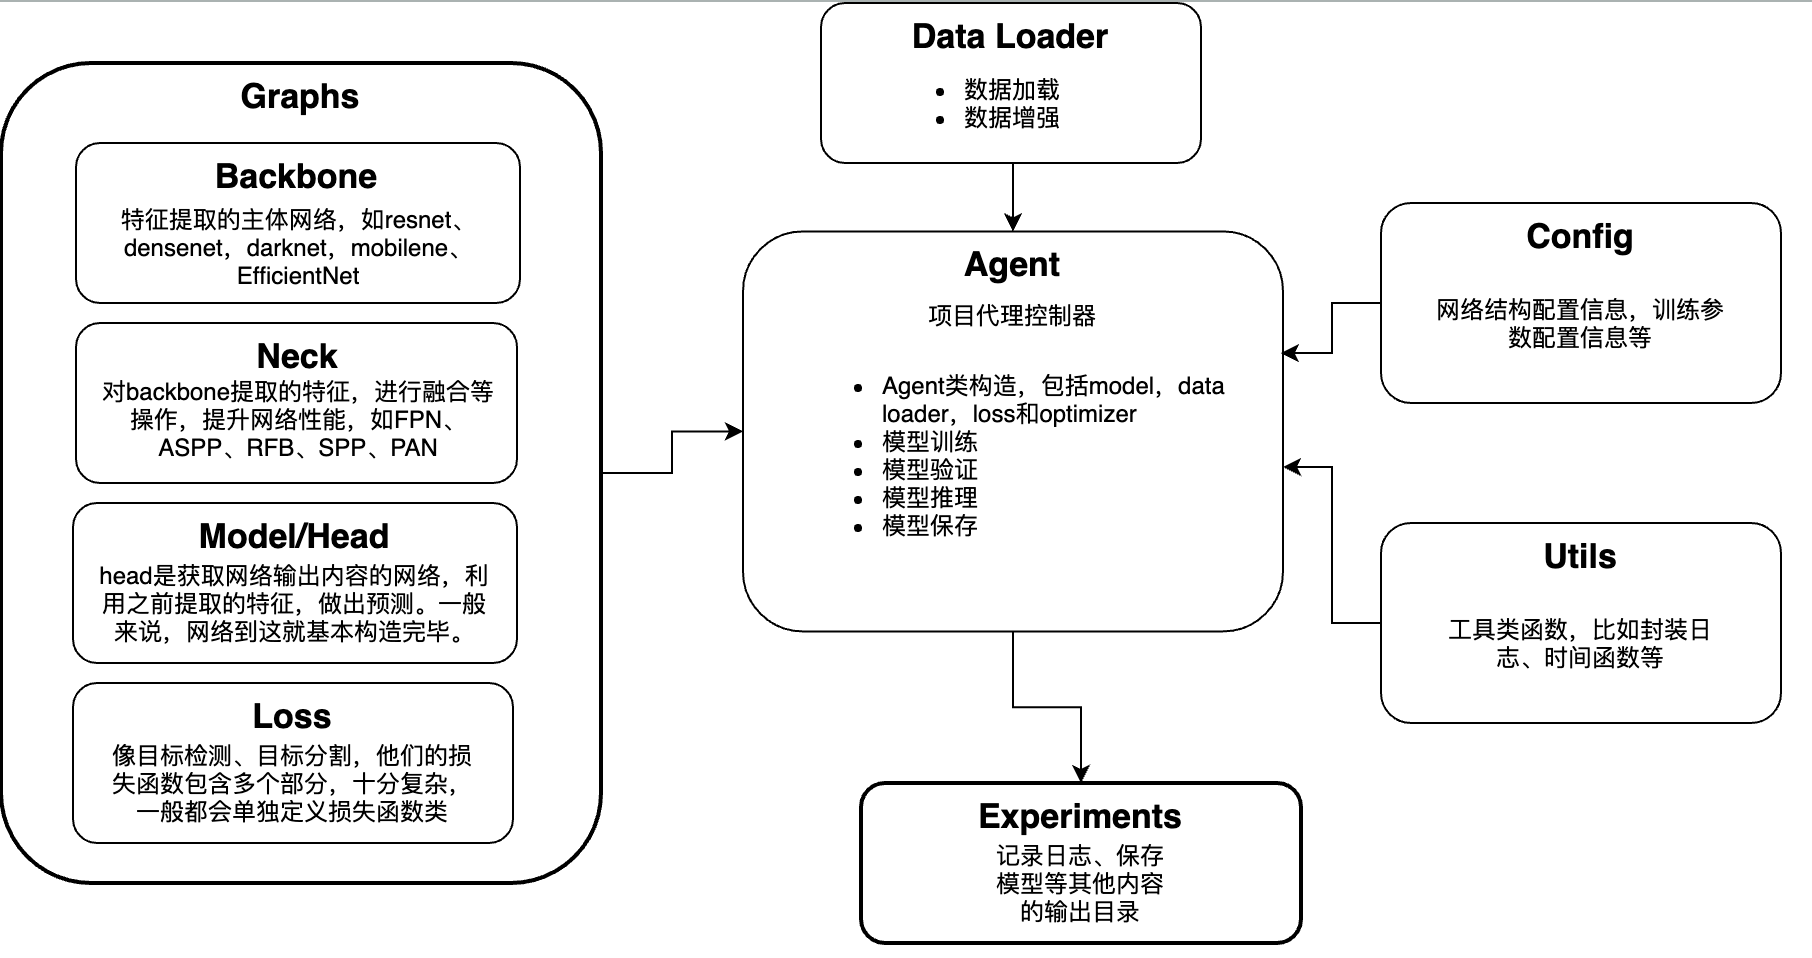 Data Loader
• 数据加载
• 数据增强
Graphs
Backbone
特征提取的主体网络，如resnet、
densenet，darknet，mobilene、
EfficientNet
Neck
对backbone提取的特征，进行融合等
操作，提升网络性能，如FPN、
ASPP、RFB、SPP、PAN
Model/Head
head是获取网络输出内容的网络，利
用之前提取的特征，做出预测。一般
来说，网络到这就基本构造完毕。
Loss
像目标检测、目标分割，他们的损
失函数包含多个部分，十分复杂，
一般都会单独定义损失函数类
Agent
项目代理控制器
• Agent类构造，包括model，data
loader，loss和optimizer
• 模型训练
• 模型验证
• 模型推理
• 模型保存
Config
网络结构配置信息，训练参
数配置信息等
Utils
工具类函数，比如封装日
志、时间函数等
Experiments
记录日志、保存
模型等其他内容
的输出目录